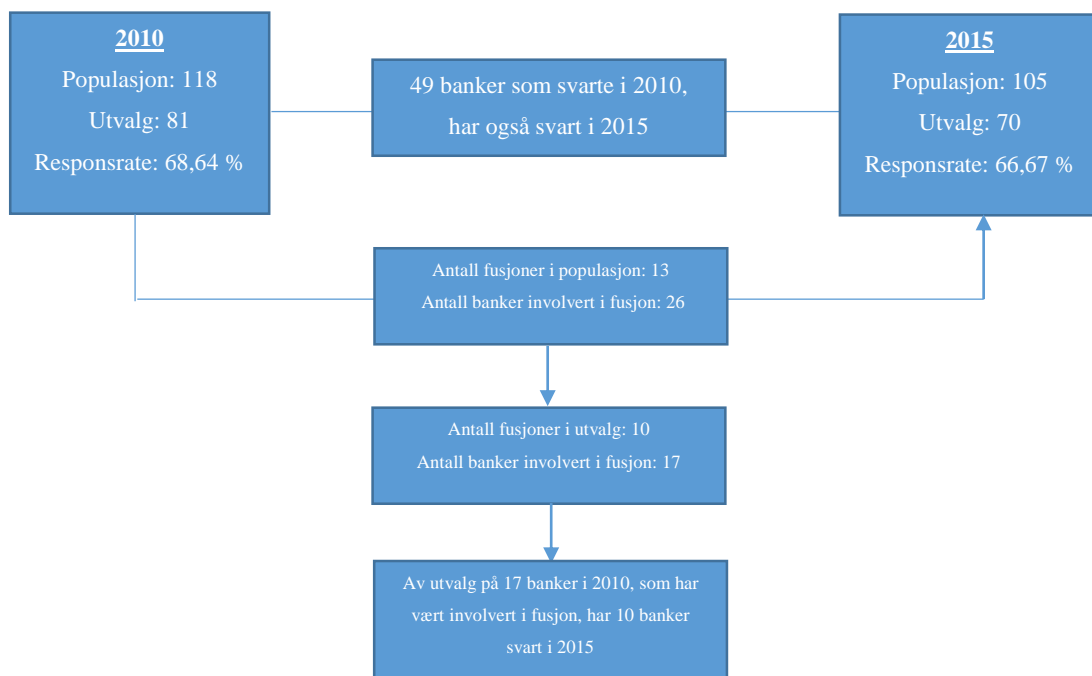 2010
Populasjon: 118
Utvalg: 81
Responsrate: 68,64 %
49 banker som svarte i 2010,
har også svart i 2015
2015
Populasjon: 105
Utvalg: 70
Responsrate: 66,67 %
Antall fusjoner i populasjon: 13
Antall banker involvert i fusjon: 26
Antall fusjoner i utvalg: 10
Antall banker involvert i fusjon: 17
Av utvalg på 17 banker i 2010, som har
vært involvert i fusjon, har 10 banker
svart i 2015